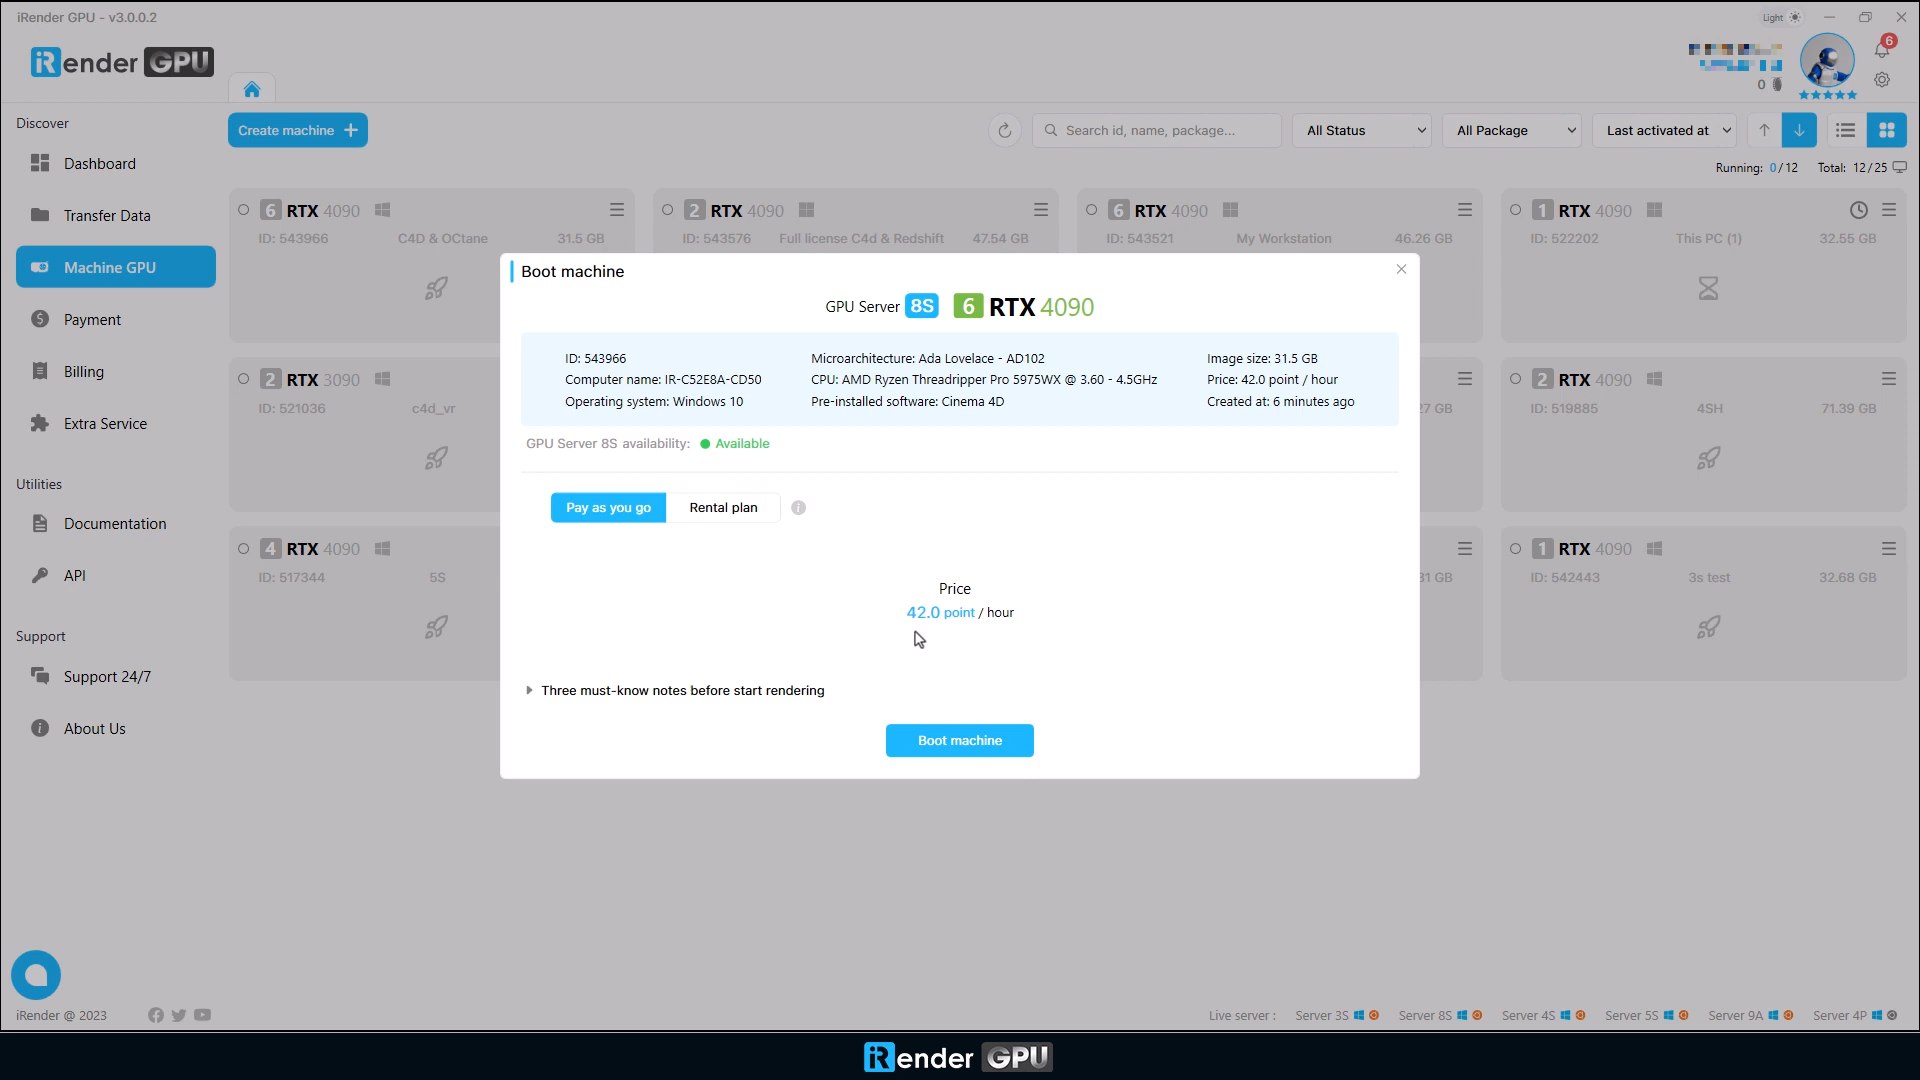 iRender GPU - v3.0.0.2
Light
iRender GPU
0
6
Discover
Dashboard
Transfer Data
Machine GPU
Payment
Billing
Extra Service
Utilities
Documentation
API
Support
Support 24/7
About Us
Create machine
Search id, name, package...
All Status
All Package
Last activated at
Running: 0/12
Total: 12/25
6 RTX 4090
ID: 543966 C4D & OCtane 31.5 GB
2 RTX 4090
ID: 543576 Full license C4d & Redshift 47.54 GB
6 RTX 4090
ID: 543521 My Workstation 46.26 GB
1 RTX 4090
ID: 522202 This PC (1) 32.55 GB
2 RTX 3090
ID: 521036 c4d_vr
7 GB
2 RTX 4090
ID: 519885 4SH 71.39 GB
4 RTX 4090
ID: 517344 5S
31 GB
1 RTX 4090
ID: 542443 3s test 32.68 GB
Boot machine
GPU Server 8S 6 RTX 4090
ID: 543966
Computer name: IR-C52E8A-CD50
Operating system: Windows 10
Microarchitecture: Ada Lovelace - AD102
CPU: AMD Ryzen Threadripper Pro 5975WX @ 3.60 - 4.5GHz
Pre-installed software: Cinema 4D
Image size: 31.5 GB
Price: 42.0 point / hour
Created at: 6 minutes ago
GPU Server 8S availability: Available
Pay as you go
Rental plan
Price
42.0 point / hour
Three must-know notes before start rendering
Boot machine
iRender @ 2023
Live server :
Server 3S
Server 8S
Server 4S
Server 5S
Server 9A
Server 4P
iRender GPU